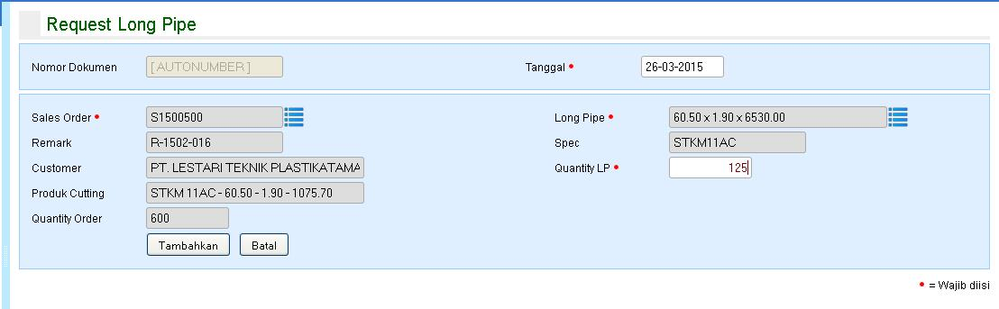 Request Long Pipe
Nomor Dokumen [ AUTONUMBER ] Tanggal • 26-03-2015
Sales Order • S1500500 Long Pipe • 60.50 x 1.90 x 6530.00
Remark R-1502-016 Spec STKM11AC
Customer PT. LESTARI TEKNIK PLASTIKATAMA Quantity LP • 125
Produk Cutting STKM 11AC - 60.50 - 1.90 - 1075.70
Quantity Order 600
Tambahkan Batal
• = Wajib diisi